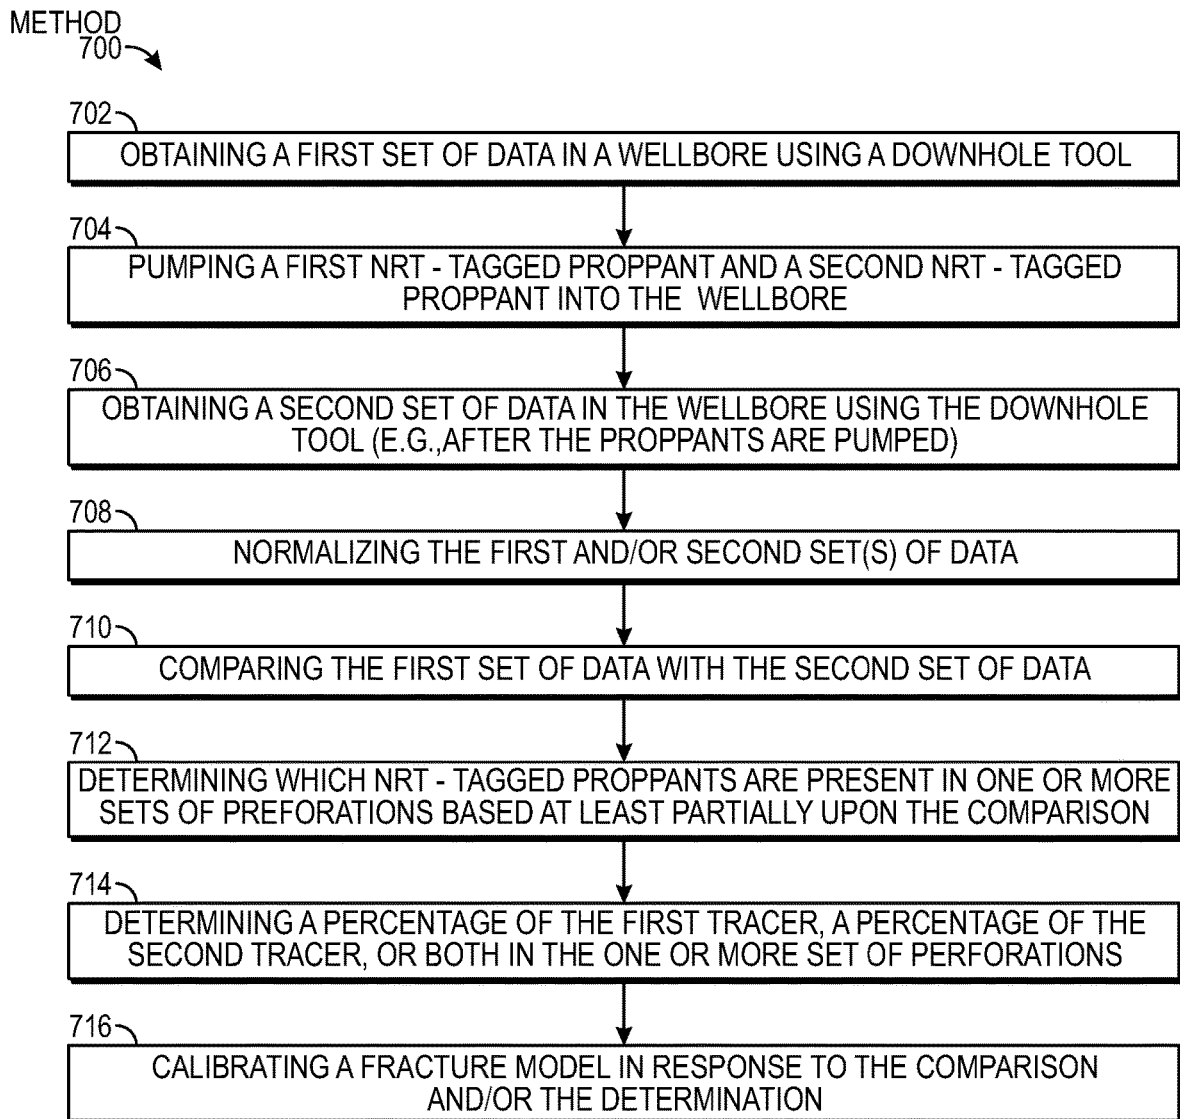 METHOD
700
702
OBTAINING A FIRST SET OF DATA IN A WELLBORE USING A DOWNHOLE TOOL
704
PUMPING A FIRST NRT - TAGGED PROPPANT AND A SECOND NRT - TAGGED
PROPPANT INTO THE WELLBORE
706
OBTAINING A SECOND SET OF DATA IN THE WELLBORE USING THE DOWNHOLE
TOOL (E.G.,AFTER THE PROPPANTS ARE PUMPED)
708
NORMALIZING THE FIRST AND/OR SECOND SET(S) OF DATA
710
COMPARING THE FIRST SET OF DATA WITH THE SECOND SET OF DATA
712
DETERMINING WHICH NRT - TAGGED PROPPANTS ARE PRESENT IN ONE OR MORE
SETS OF PREFORATIONS BASED AT LEAST PARTIALLY UPON THE COMPARISON
714
DETERMINING A PERCENTAGE OF THE FIRST TRACER, A PERCENTAGE OF THE
SECOND TRACER, OR BOTH IN THE ONE OR MORE SET OF PERFORATIONS
716
CALIBRATING A FRACTURE MODEL IN RESPONSE TO THE COMPARISON
AND/OR THE DETERMINATION